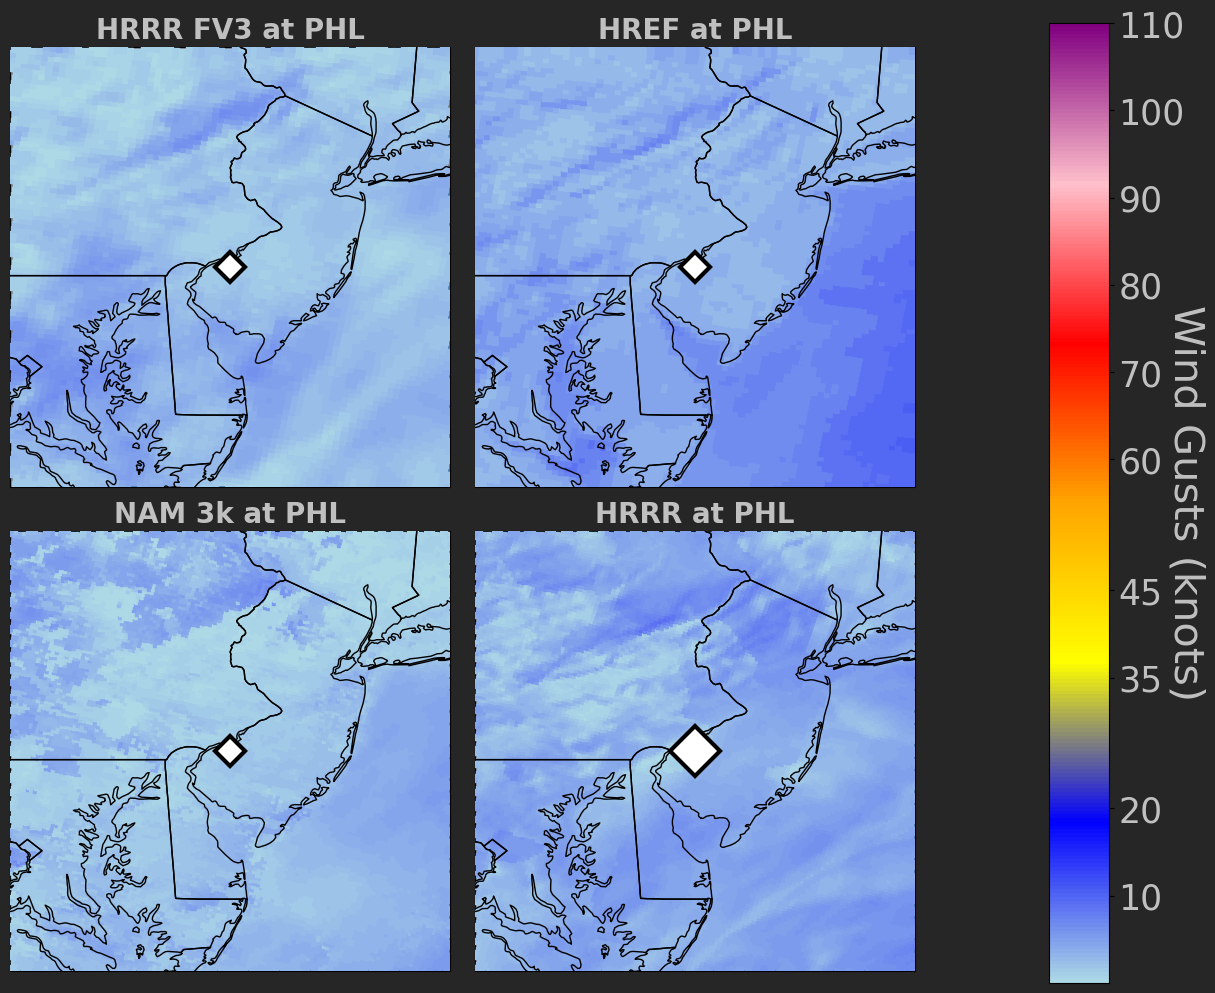 HRRR FV3 at PHL
HREF at PHL
NAM 3k at PHL
HRRR at PHL
110
100
90
80
70
60
45
35
20
10
Wind Gusts (knots)